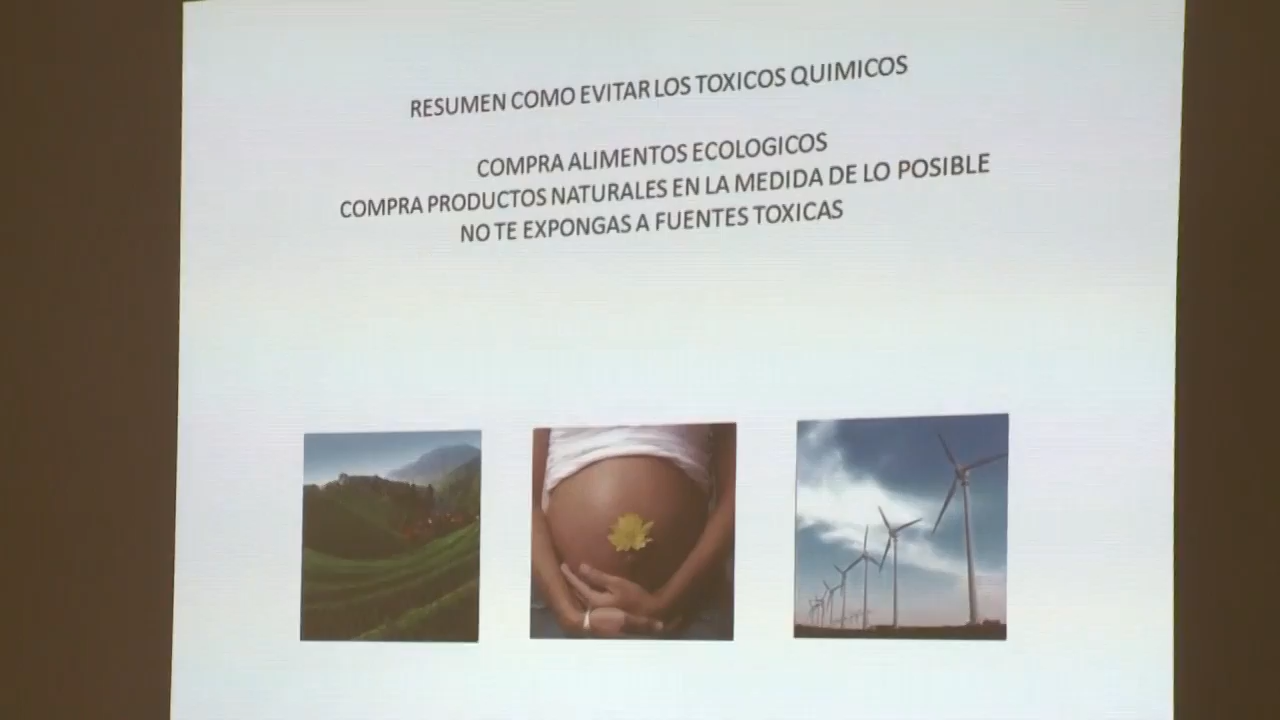 RESUMEN COMO EVITAR LOS TOXICOS QUIMICOS
COMPRA ALIMENTOS ECOLOGICOS
COMPRA PRODUCTOS NATURALES EN LA MEDIDA DE LO POSIBLE
NO TE EXPONGAS A FUENTES TOXICAS